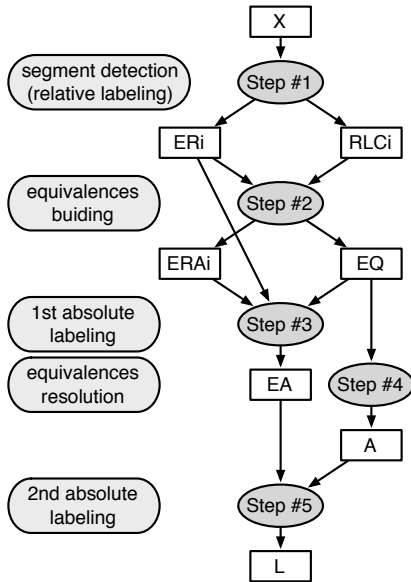 X
segment detection
(relative labeling)
Step #1
ERi
RLCi
equivalences
buiding
Step #2
ERAi
EQ
1st absolute
labeling
Step #3
equivalences
resolution
EA
Step #4
A
2nd absolute
labeling
Step #5
L